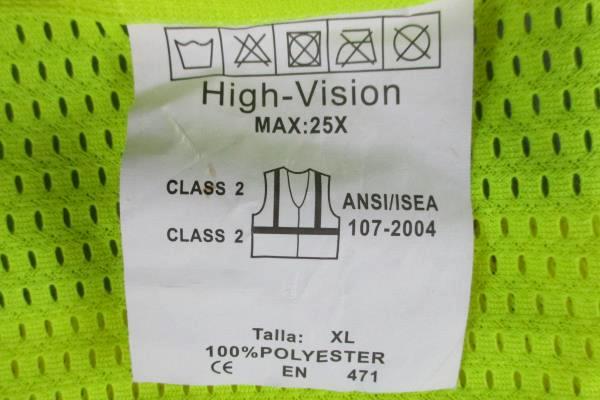 High-Vision
MAX:25X
CLASS 2
ANSI/ISEA
CLASS 2
107-2004
Talla: XL
100%POLYESTER
CE EN 471